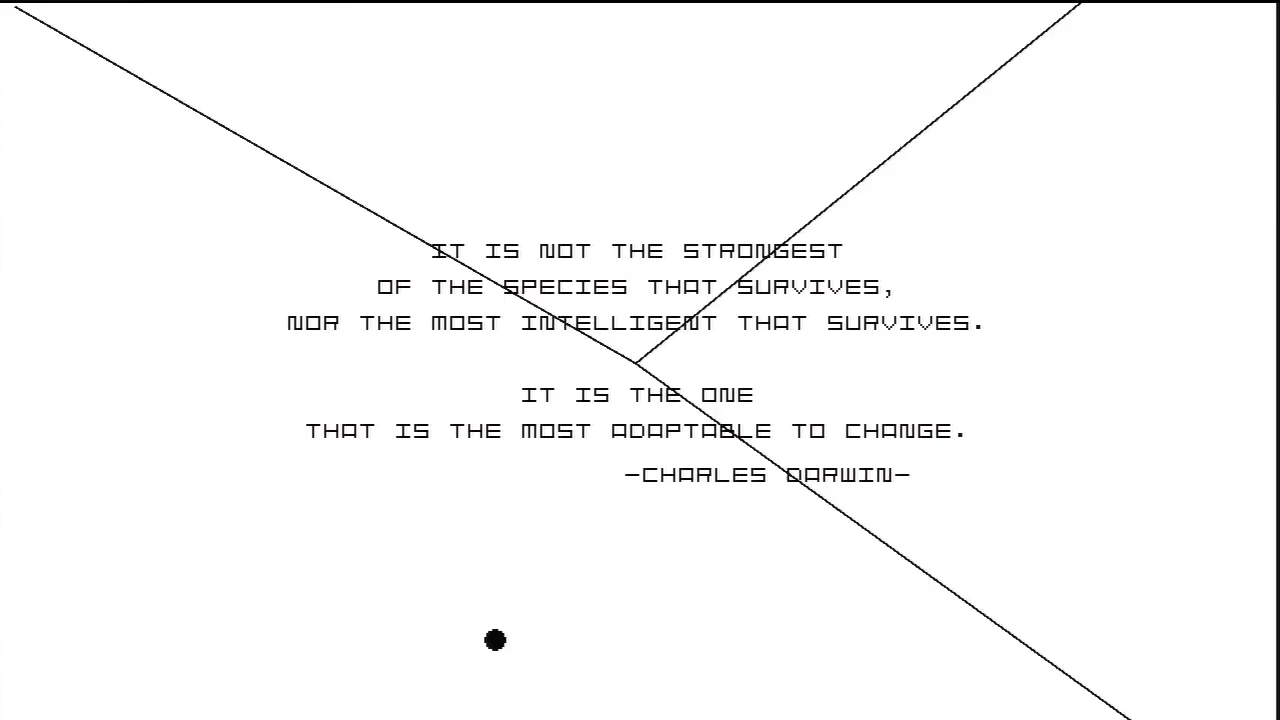 IT IS NOT THE STRONGEST
OF THE SPECIES THAT SURVIVES,
NOR THE MOST INTELLIGENT THAT SURVIVES.
IT IS THE ONE
THAT IS THE MOST ADAPTABLE TO CHANGE.
-CHARLES DARWIN-